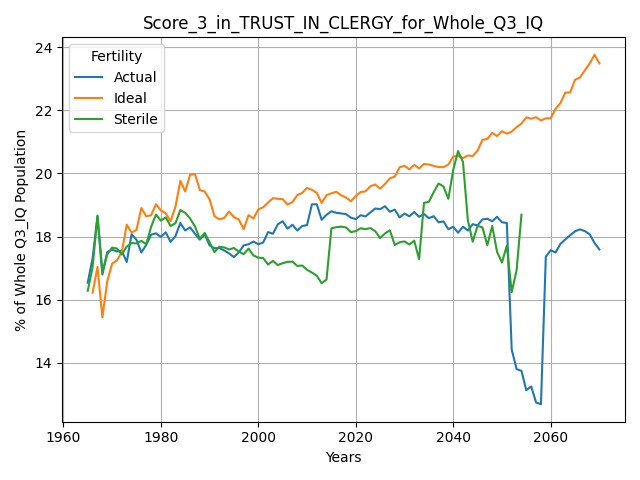 Score_3_in_TRUST_IN_CLERGY_for_Whole_Q3_IQ
Fertility
Actual
Ideal
Sterile
% of Whole Q3_IQ Population
24
22
20
18
16
14
1960
1980
2000
2020
2040
2060
Years